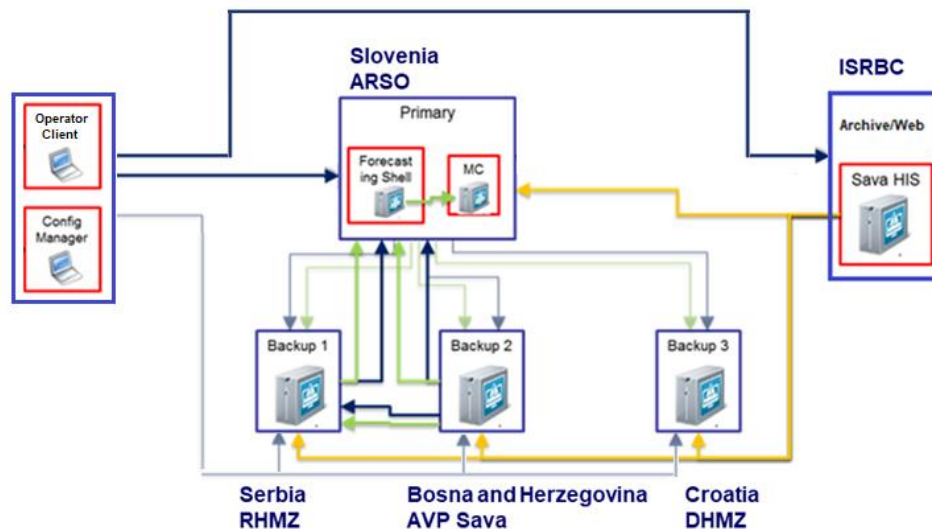 Slovenia
ARSO
ISRBC
Operator
Client
Config
Manager
Primary
Forecast
ing Shell
MC
Archive/Web
Sava HIS
Backup 1
Backup 2
Backup 3
Serbia
RHMZ
Bosna and Herzegovina
AVP Sava
Croatia
DHMZ